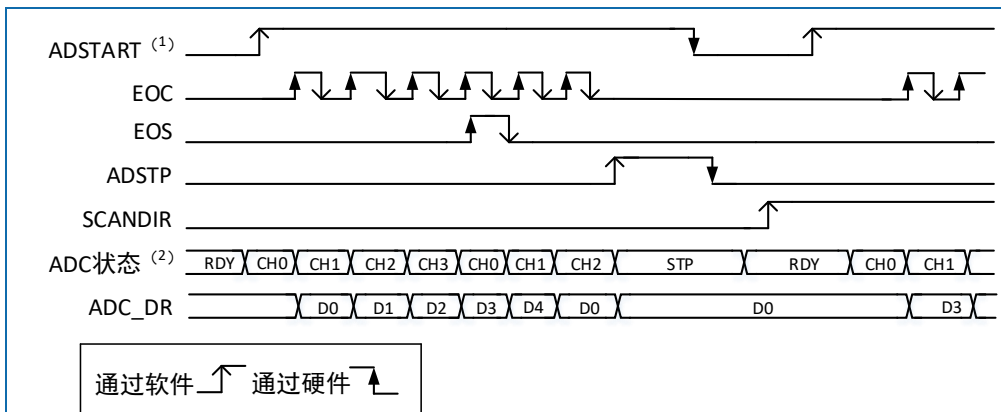 ADSTART (1)
EOC
EOS
ADSTP
SCANDIR
ADC状态 (2) RDY CH0 CH1 CH2 CH3 CH0 CH1 CH2 STP RDY CH0 CH1
ADC_DR D0 D1 D2 D3 D4 D0 D0 D3
通过软件 通过硬件